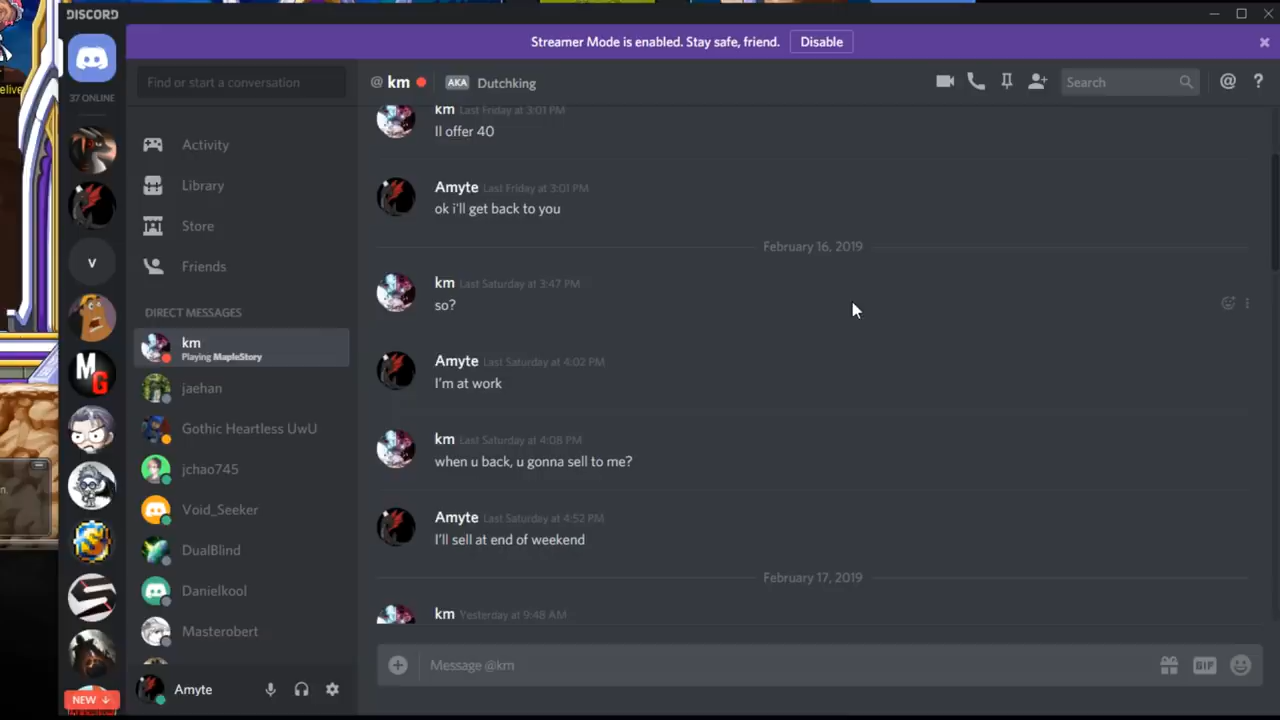 DISCORD
Streamer Mode is enabled. Stay safe, friend.
Disable
37 ONLINE
v
M
G
NEW
Find or start a conversation
Activity
Library
Store
Friends
DIRECT MESSAGES
km
Playing MapleStory
jaehan
Gothic Heartless UwU
jchao745
Void_Seeker
DualBlind
Danielkool
Masterobert
Amyte
@ km AKA Dutchking
Search
@ ?
km Last Friday at 3:01 PM
ll offer 40
Amyte Last Friday at 3:01 PM
ok i'll get back to you
February 16, 2019
km Last Saturday at 3:47 PM
so?
Amyte Last Saturday at 4:02 PM
I'm at work
km Last Saturday at 4:08 PM
when u back, u gonna sell to me?
Amyte Last Saturday at 4:52 PM
I'll sell at end of weekend
February 17, 2019
km Yesterday at 9:48 AM
Message @km
GIF